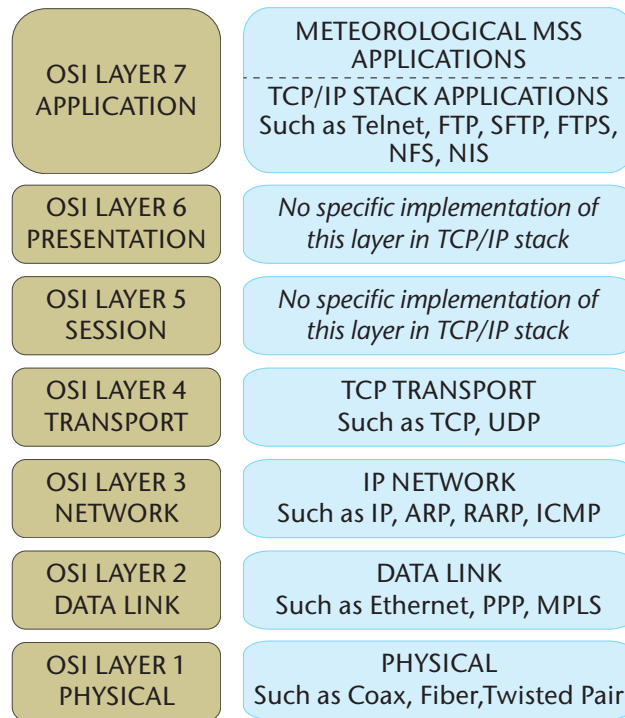 OSI LAYER 7
APPLICATION
METEOROLOGICAL MSS
APPLICATIONS
TCP/IP STACK APPLICATIONS
Such as Telnet, FTP, SFTP, FTPS,
NFS, NIS
OSI LAYER 6
PRESENTATION
No specific implementation of
this layer in TCP/IP stack
OSI LAYER 5
SESSION
No specific implementation of
this layer in TCP/IP stack
OSI LAYER 4
TRANSPORT
TCP TRANSPORT
Such as TCP, UDP
OSI LAYER 3
NETWORK
IP NETWORK
Such as IP, ARP, RARP, ICMP
OSI LAYER 2
DATA LINK
DATA LINK
Such as Ethernet, PPP, MPLS
OSI LAYER 1
PHYSICAL
PHYSICAL
Such as Coax, Fiber,Twisted Pair